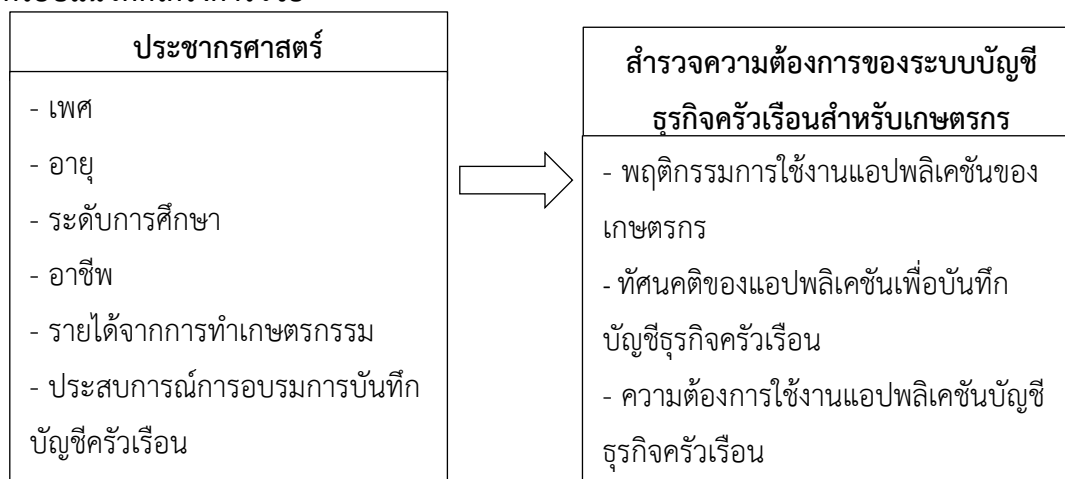 ประชากรศาสตร์
- เพศ
- อายุ
- ระดับการศึกษา
- อาชีพ
- รายได้จากการทำเกษตรกรรม
- ประสบการณ์การอบรมการบันทึก
บัญชีครัวเรือน
สำรวจความต้องการของระบบบัญชี
ธุรกิจครัวเรือนสำหรับเกษตรกร
- พฤติกรรมการใช้งานแอปพลิเคชันของ
เกษตรกร
- ทัศนคติของแอปพลิเคชันเพื่อบันทึก
บัญชีธุรกิจครัวเรือน
- ความต้องการใช้งานแอปพลิเคชันบัญชี
ธุรกิจครัวเรือน